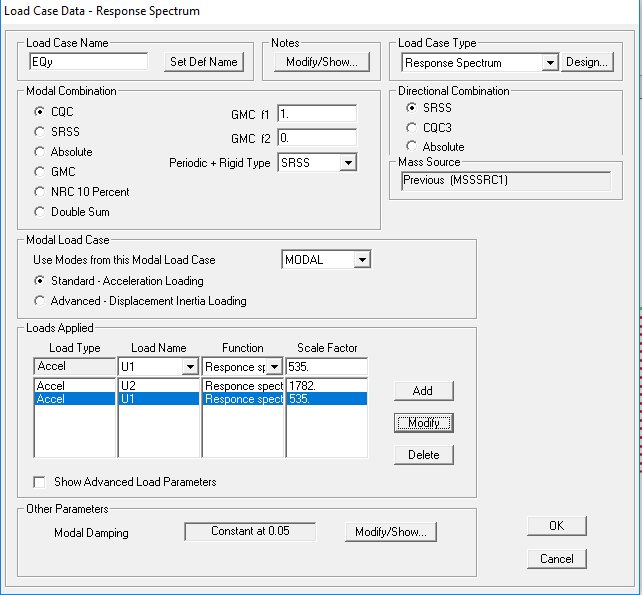 Load Case Data - Response Spectrum
Load Case Name
EQy
Set Def Name
Notes
Modify/Show...
Load Case Type
Response Spectrum
Design...
Modal Combination
CQC
SRSS
Absolute
GMC
NRC 10 Percent
Double Sum
GMC f1
1.
GMC f2
0.
Periodic + Rigid Type
SRSS
Directional Combination
SRSS
CQC3
Absolute
Mass Source
Previous (MSSSRC1)
Modal Load Case
Use Modes from this Modal Load Case
MODAL
Standard - Acceleration Loading
Advanced - Displacement Inertia Loading
Loads Applied
Load Type Load Name Function Scale Factor
Accel U1 Responce sp 535.
Accel U2 Responce spect 1782.
Accel U1 Responce spect 535.
Add
Modify
Delete
Show Advanced Load Parameters
Other Parameters
Modal Damping
Constant at 0.05
Modify/Show...
OK
Cancel